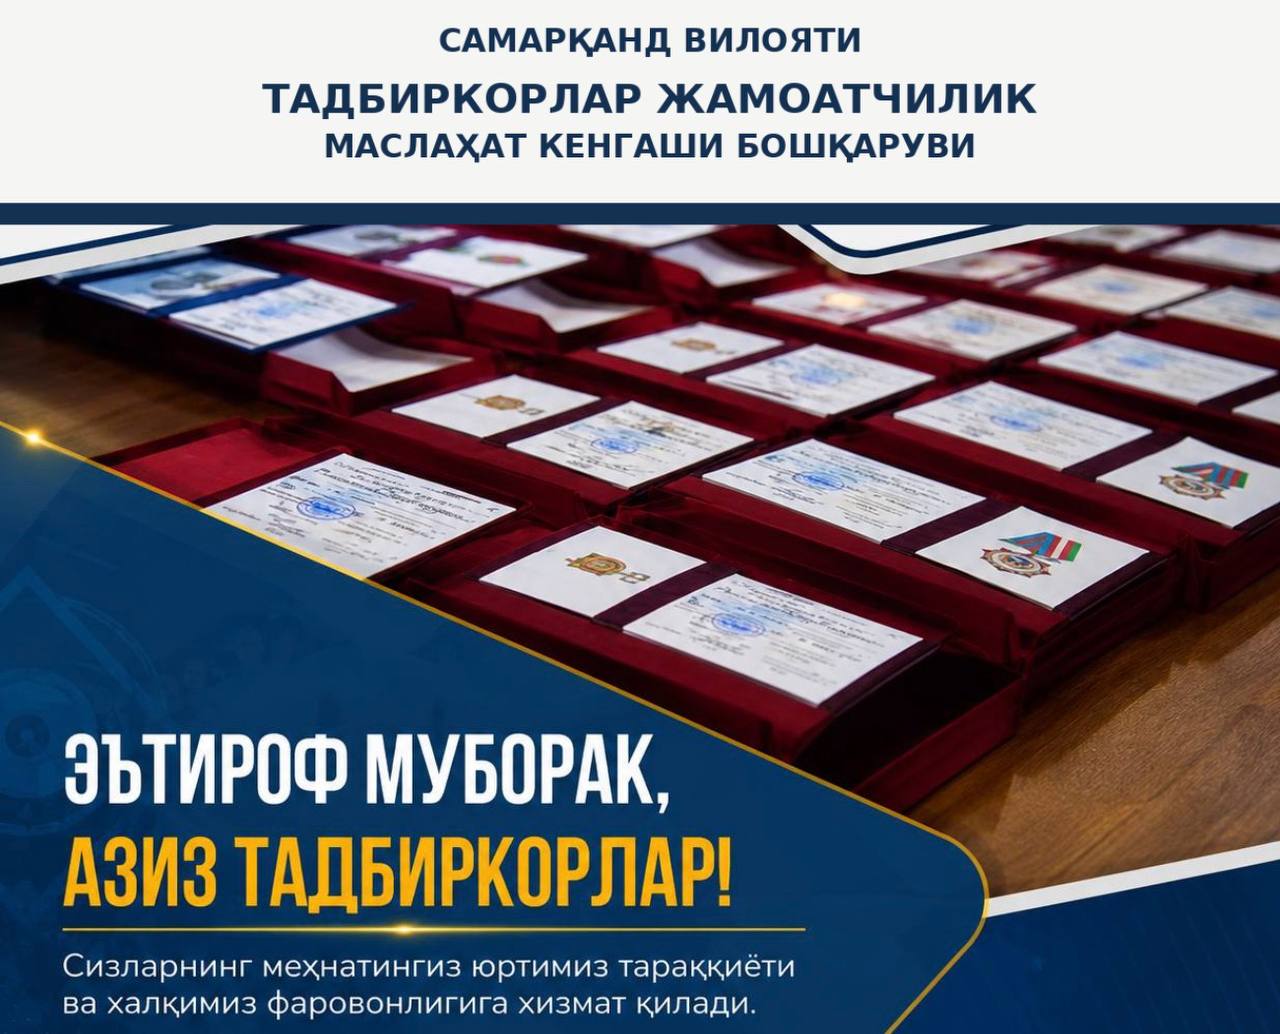 САМАРҚАНД ВИЛОЯТИ
ТАДБИРКОРЛАР ЖАМОАТЧИЛИК
МАСЛАҲАТ КЕНГАШИ БОШҚАРУВИ
ЭЪТИРОФ МУБОРАК,
АЗИЗ ТАДБИРКОРЛАР!
Сизларнинг меҳнатингиз юртимиз тараққиёти
ва халқимиз фаровонлигига хизмат қилади.